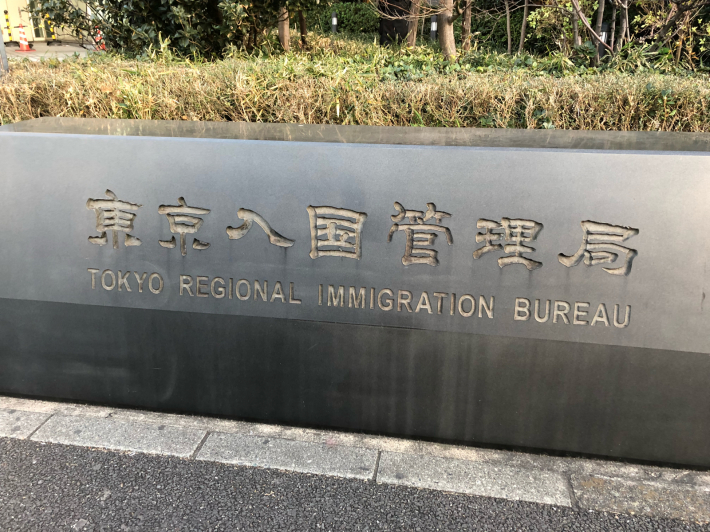 東京入国管理局
TOKYO REGIONAL IMMIGRATION BUREAU